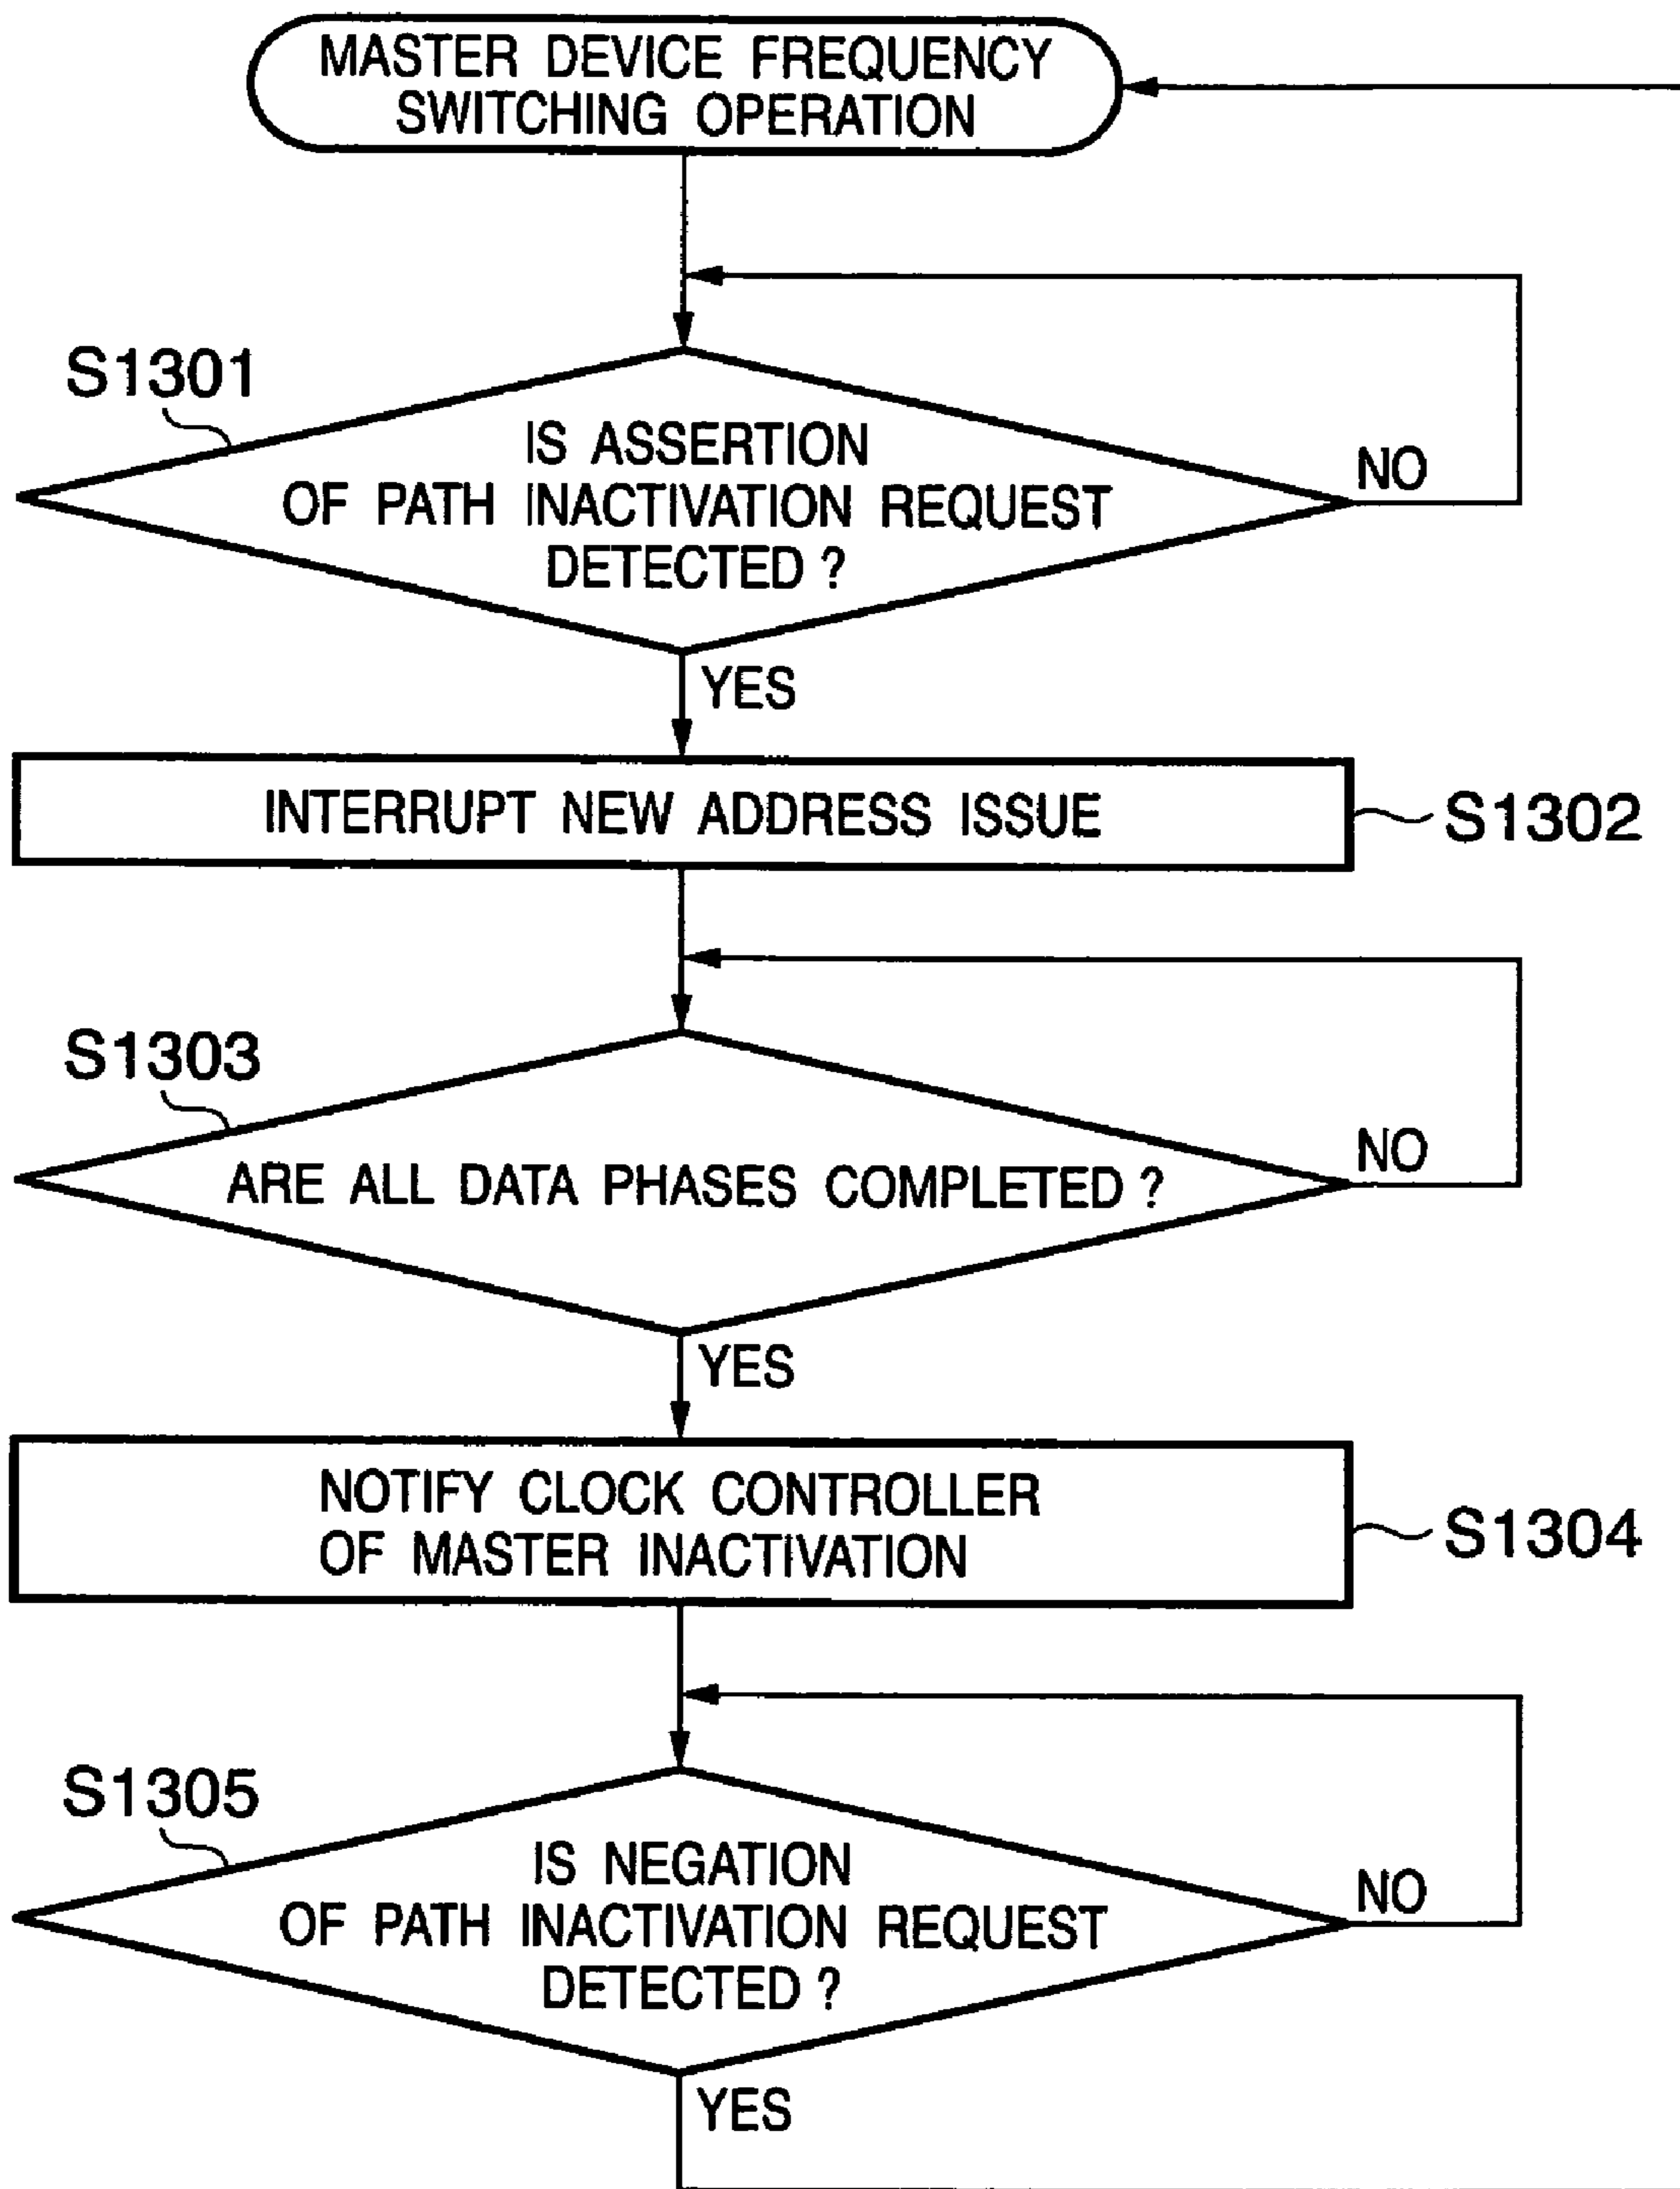 MASTER DEVICE FREQUENCY
SWITCHING OPERATION
S1301
IS ASSERTION
OF PATH INACTIVATION REQUEST
DETECTED ?
NO
YES
INTERRUPT NEW ADDRESS ISSUE
S1302
S1303
ARE ALL DATA PHASES COMPLETED ?
NO
YES
NOTIFY CLOCK CONTROLLER
OF MASTER INACTIVATION
S1304
S1305
IS NEGATION
OF PATH INACTIVATION REQUEST
DETECTED ?
NO
YES